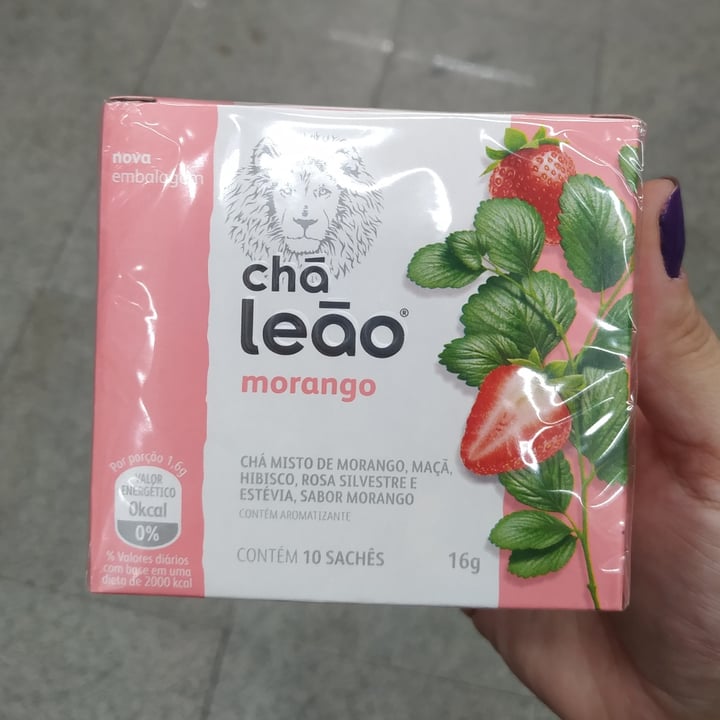 nova
embalagem
chá
leão®
morango
CHÁ MISTO DE MORANGO, MAÇÃ,
HIBISCO, ROSA SILVESTRE E
ESTÉVIA, SABOR MORANGO
CONTÉM AROMATIZANTE
CONTÉM 10 SACHÊS
16g
Por porção 1,6g
VALOR
ENERGÉTICO
0kcal
0%
% Valores diários
com base em uma
dieta de 2000 kcal